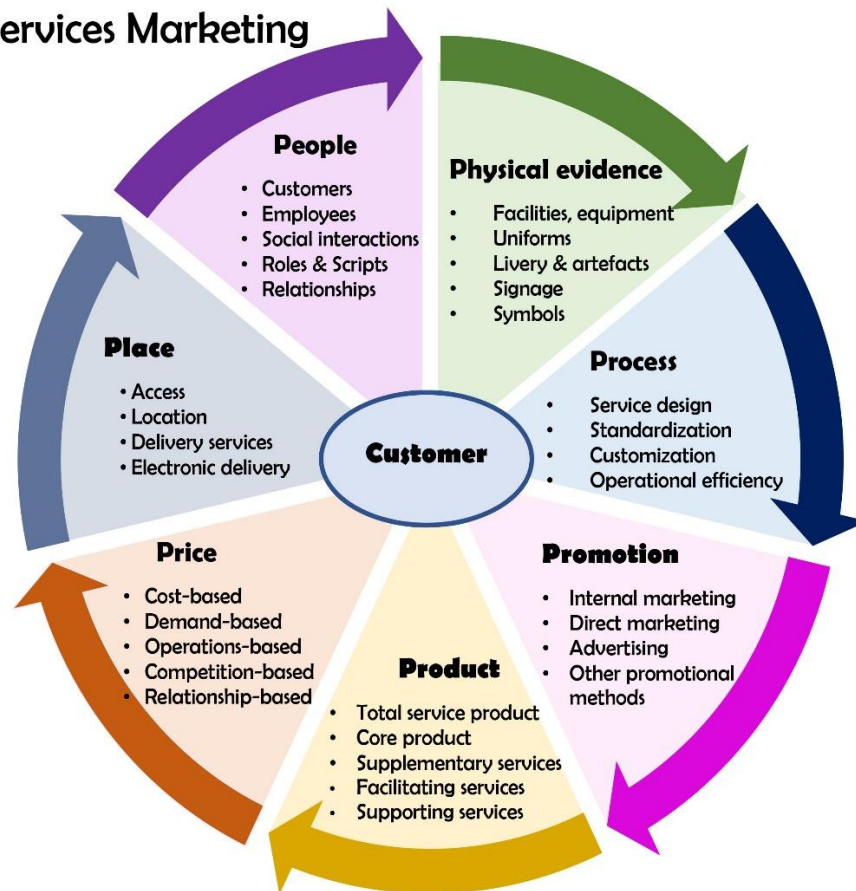 ervices Marketing
People
• Customers
• Employees
• Social interactions
• Roles & Scripts
• Relationships
Physical evidence
• Facilities, equipment
• Uniforms
• Livery & artefacts
• Signage
• Symbols
Process
• Service design
• Standardization
• Customization
• Operational efficiency
Promotion
• Internal marketing
• Direct marketing
• Advertising
• Other promotional
methods
Product
• Total service product
• Core product
• Supplementary services
• Facilitating services
• Supporting services
Price
• Cost-based
• Demand-based
• Operations-based
• Competition-based
• Relationship-based
Place
• Access
• Location
• Delivery services
• Electronic delivery
Customer